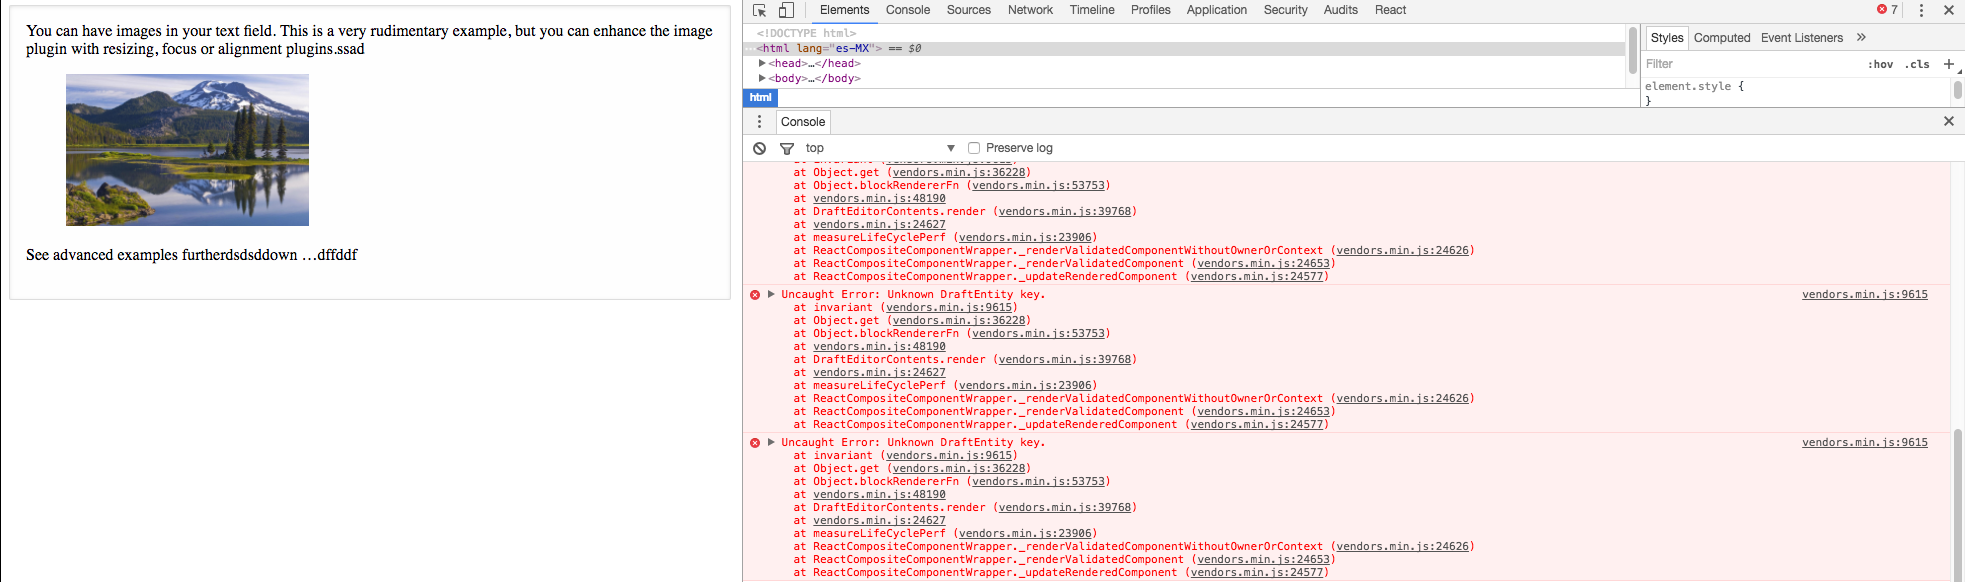 You can have images in your text field. This is a very rudimentary example, but you can enhance the image
plugin with resizing, focus or alignment plugins.ssad
See advanced examples furtherdsdsddown …dffddf
Elements Console Sources Network Timeline Profiles Application Security Audits React 7
<!DOCTYPE html>
…<html lang="es-MX"> == $0
<head>…</head>
<body>…</body>
html
Styles Computed Event Listeners »
Filter :hov .cls +
element.style {
}
Console
top Preserve log
at Object.get (vendors.min.js:36228)
at Object.blockRendererFn (vendors.min.js:53753)
at vendors.min.js:48190
at DraftEditorContents.render (vendors.min.js:39768)
at vendors.min.js:24627
at measureLifeCyclePerf (vendors.min.js:23906)
at ReactCompositeComponentWrapper._renderValidatedComponentWithoutOwnerOrContext (vendors.min.js:24626)
at ReactCompositeComponentWrapper._renderValidatedComponent (vendors.min.js:24653)
at ReactCompositeComponentWrapper._updateRenderedComponent (vendors.min.js:24577)
Uncaught Error: Unknown DraftEntity key. vendors.min.js:9615
at invariant (vendors.min.js:9615)
at Object.get (vendors.min.js:36228)
at Object.blockRendererFn (vendors.min.js:53753)
at vendors.min.js:48190
at DraftEditorContents.render (vendors.min.js:39768)
at vendors.min.js:24627
at measureLifeCyclePerf (vendors.min.js:23906)
at ReactCompositeComponentWrapper._renderValidatedComponentWithoutOwnerOrContext (vendors.min.js:24626)
at ReactCompositeComponentWrapper._renderValidatedComponent (vendors.min.js:24653)
at ReactCompositeComponentWrapper._updateRenderedComponent (vendors.min.js:24577)
Uncaught Error: Unknown DraftEntity key. vendors.min.js:9615
at invariant (vendors.min.js:9615)
at Object.get (vendors.min.js:36228)
at Object.blockRendererFn (vendors.min.js:53753)
at vendors.min.js:48190
at DraftEditorContents.render (vendors.min.js:39768)
at vendors.min.js:24627
at measureLifeCyclePerf (vendors.min.js:23906)
at ReactCompositeComponentWrapper._renderValidatedComponentWithoutOwnerOrContext (vendors.min.js:24626)
at ReactCompositeComponentWrapper._renderValidatedComponent (vendors.min.js:24653)
at ReactCompositeComponentWrapper._updateRenderedComponent (vendors.min.js:24577)